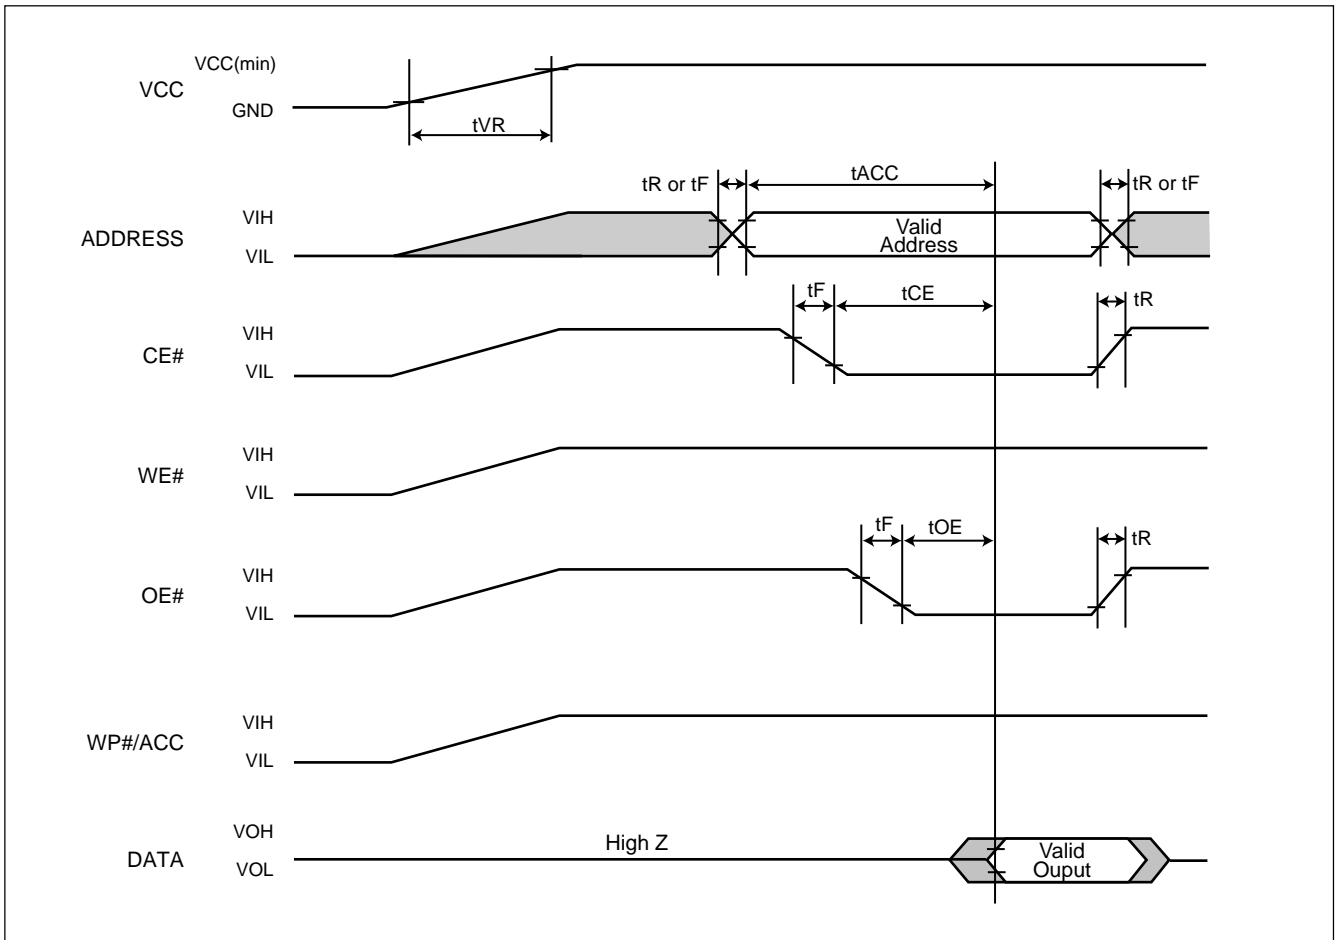 VCC(min)
VCC
GND
tVR
tR or tF
tACC
tR or tF
VIH
ADDRESS
VIL
Valid
Address
tF
tCE
tR
VIH
CE#
VIL
VIH
WE#
VIL
tF
tOE
tR
VIH
OE#
VIL
VIH
WP#/ACC
VIL
VOH
DATA
VOL
High Z
Valid
Ouput